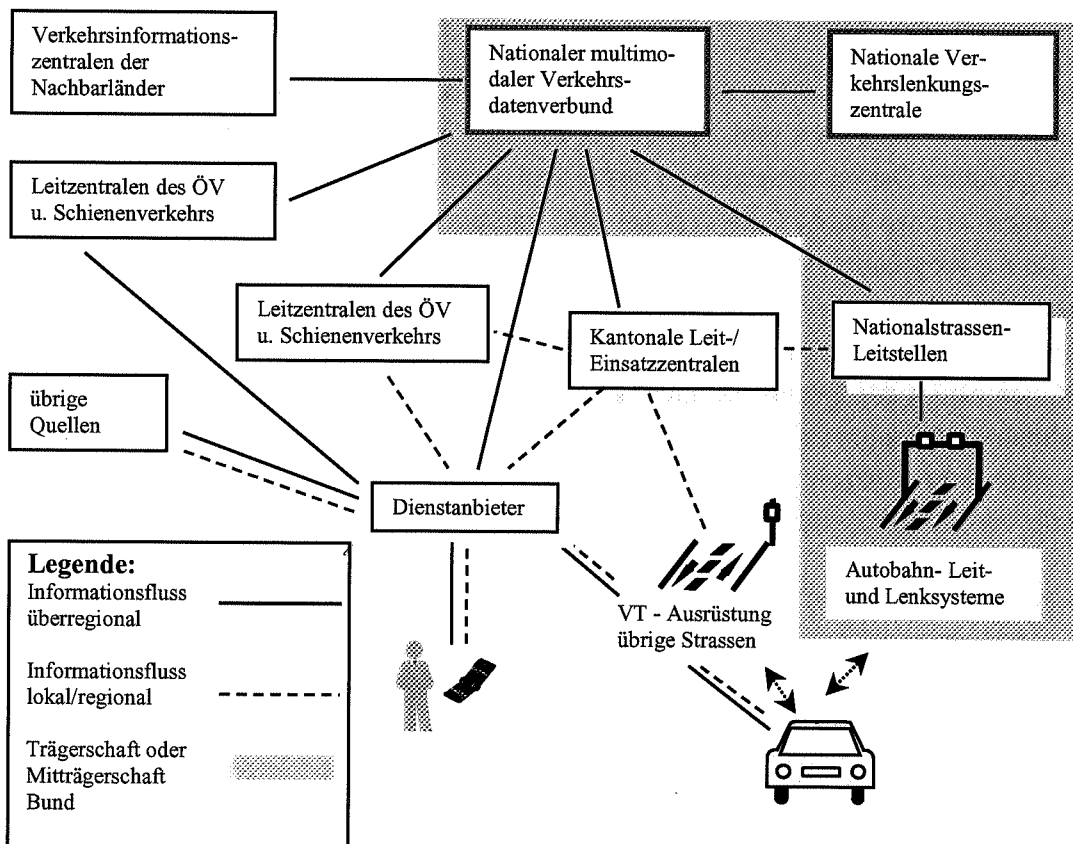 Verkehrsinformations-
zentralen der
Nachbarländer
Nationaler multimo-
daler Verkehrs-
datenverbund
Nationale Ver-
kehrslenkungs-
zentrale
Leitzentralen des ÖV
u. Schienenverkehrs
Leitzentralen des ÖV
u. Schienenverkehrs
Kantonale Leit-/
Einsatzzentralen
Nationalstrassen-
Leitstellen
übrige
Quellen
Dienstanbieter
Autobahn- Leit-
und Lenksysteme
VT - Ausrüstung
übrige Strassen
Legende:
Informationsfluss
überregional
Informationsfluss
lokal/regional
Trägerschaft oder
Mitträgerschaft
Bund